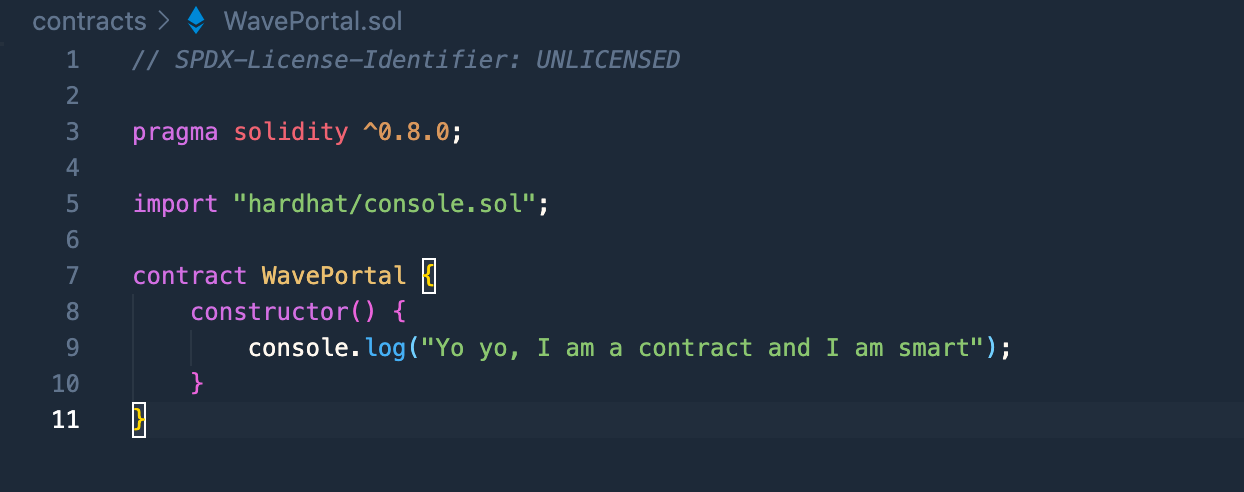 contracts > WavePortal.sol
1 // SPDX-License-Identifier: UNLICENSED
2
3 pragma solidity ^0.8.0;
4
5 import "hardhat/console.sol";
6
7 contract WavePortal {
8     constructor() {
9         console.log("Yo yo, I am a contract and I am smart");
10     }
11 }